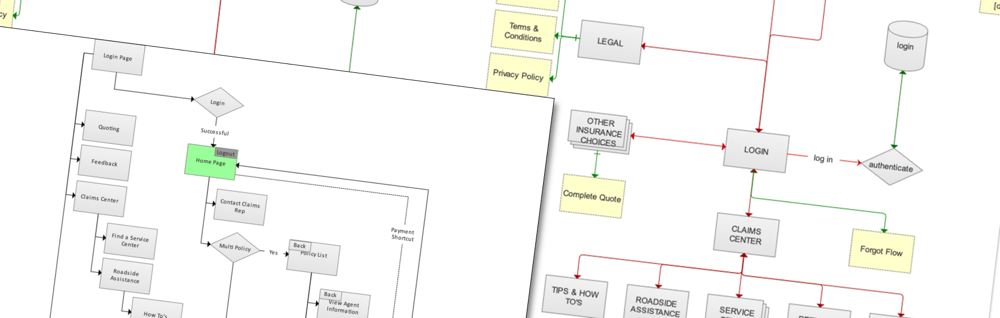 cy
Login Page
Login
Successful
Quoting
Logout
Home Page
Feedback
Claims Center
Contact Claims
Rep
Payment
Shortcut
Find a Service
Center
Multi Policy
Yes
Back
Policy List
Roadside
Assistance
Back
View Agent
Information
How To's
Terms &
Conditions
LEGAL
Privacy Policy
login
OTHER
INSURANCE
CHOICES
LOGIN
log in
authenticate
Complete Quote
CLAIMS
CENTER
Forgot Flow
TIPS & HOW
TO'S
ROADSIDE
ASSISTANCE
SERVICE